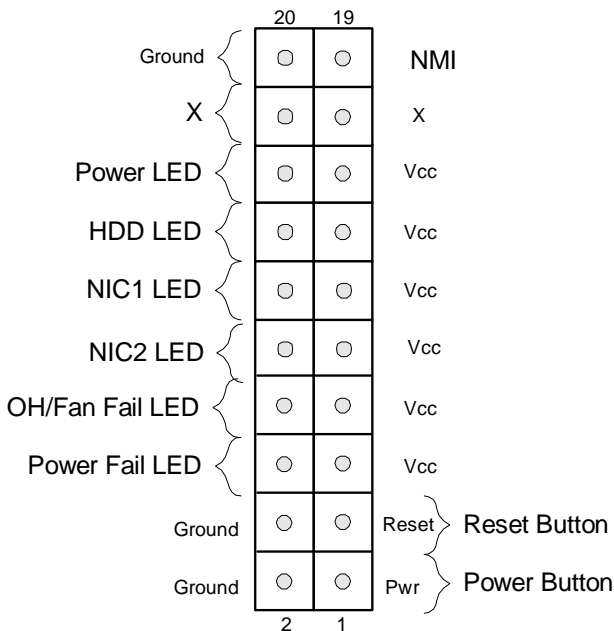 20 19
Ground NMI
X X
Power LED Vcc
HDD LED Vcc
NIC1 LED Vcc
NIC2 LED Vcc
OH/Fan Fail LED Vcc
Power Fail LED Vcc
Ground Reset Reset Button
Ground Pwr Power Button
2 1